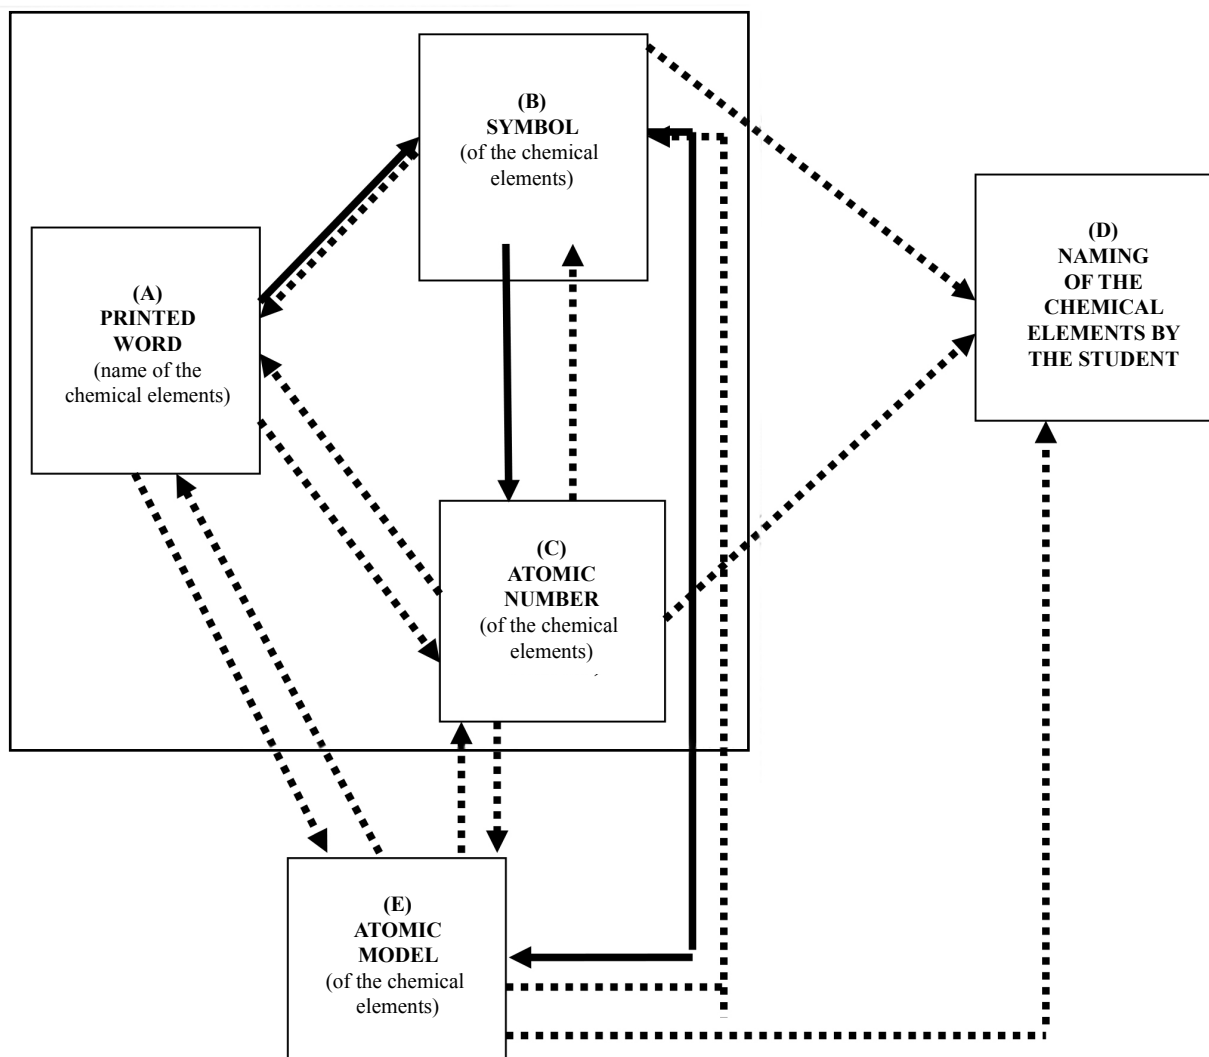 (B)
SYMBOL
(of the chemical
elements)
(A)
PRINTED
WORD
(name of the
chemical elements)
(D)
NAMING
OF THE
CHEMICAL
ELEMENTS BY
THE STUDENT
(C)
ATOMIC
NUMBER
(of the chemical
elements)
(E)
ATOMIC
MODEL
(of the chemical
elements)